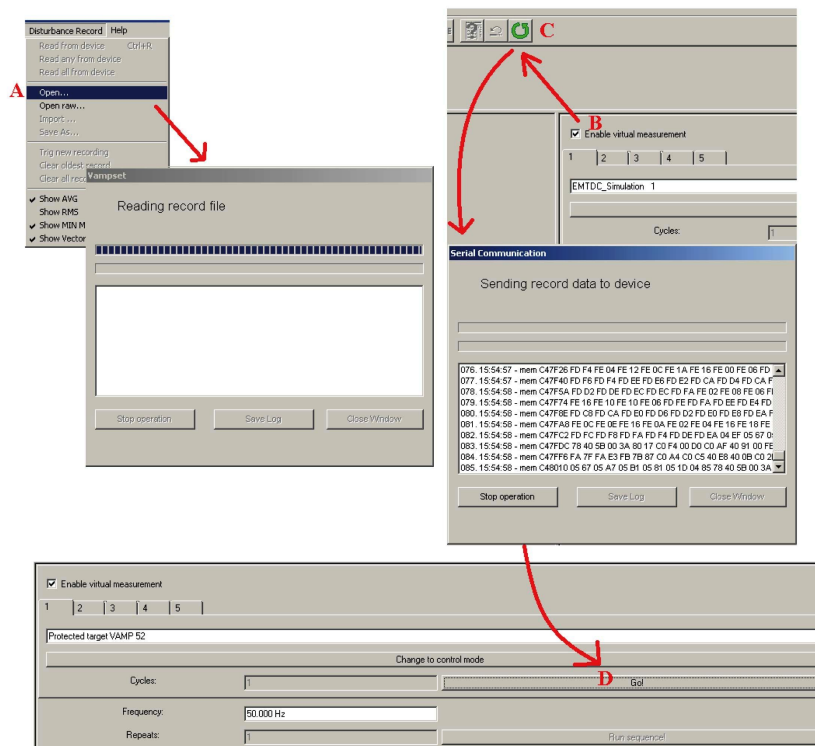 Disturbance Record Help
Read from device Ctrl+R
Read any from device
Read all from device
A
Open...
Open raw...
Import ...
Save As...
Trig new recording
Clear oldest record
Clear all
Show AVG
Show RMS
Show MIN M
Show Vector
Vampset
Reading record file
Stop operation Save Log Close Window
C
B
Enable virtual measurement
1 2 3 4 5
EMTDC_Simulation 1
Cycles: 1
Serial Communication
Sending record data to device
076. 15:54:57 - mem C47F26 FD F4 FE 04 FE 12 FE 0C FE 1A FE 16 FE 00 FE 06 FD
077. 15:54:57 - mem C47F40 FD F6 FD F4 FD EE FD E6 FD E2 FD CA FD D4 FD CA F
078. 15:54:58 - mem C47F5A FD D2 FD DE FD EC FD EC FD FA FE 02 FE 08 FE 06 F
079. 15:54:58 - mem C47F74 FE 16 FE 10 FE 10 FE 06 FD FE FD FA FD EE FD E4 FD
080. 15:54:58 - mem C47F8E FD C8 FD CA FD E0 FD D6 FD D2 FD E0 FD E8 FD EA F
081. 15:54:58 - mem C47FA8 FE 0C FE 0E FE 16 FE 0A FE 02 FE 04 FE 16 FE 18 FE
082. 15:54:58 - mem C47FC2 FD FC FD F8 FD FA FD F4 FD DE FD EA 04 EF 05 67 0
083. 15:54:58 - mem C47FDC 78 40 5B 00 3A 80 17 C0 F4 00 D0 C0 AF 40 91 00 FE
084. 15:54:58 - mem C47FF6 FA 7F FA E3 FB 7B 87 C0 A4 C0 C5 40 E8 40 0B C0 2
085. 15:54:58 - mem C48010 05 67 05 A7 05 B1 05 81 05 1D 04 85 78 40 5B 00 3A
Stop operation Save Log Close Window
Enable virtual measurement
1 2 3 4 5
Protected target VAMP 52
Change to control mode
Cycles: 1 D Go!
Frequency: 50.000 Hz
Repeats: 1 Run sequence!